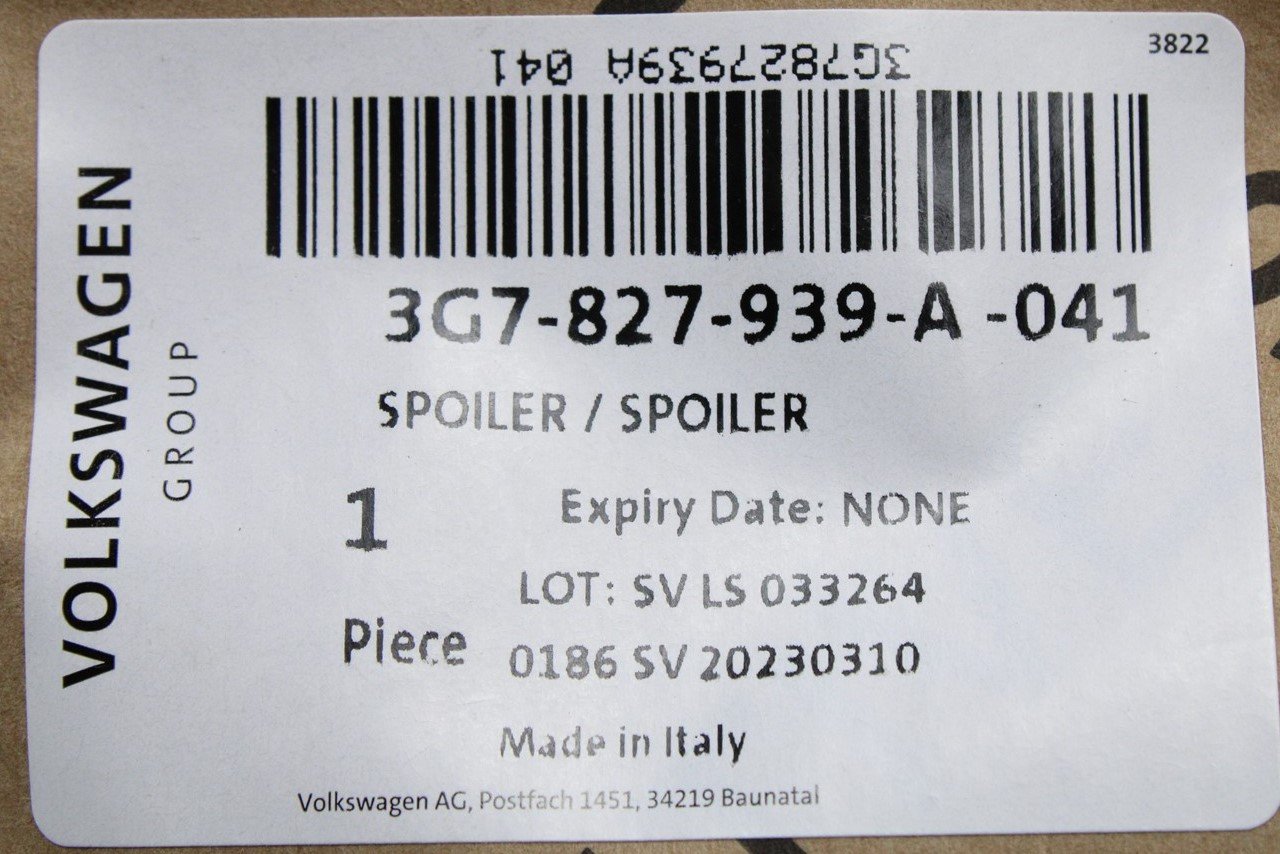 3822
3G7827939A 041
VOLKSWAGEN
GROUP
3G7-827-939-A -041
SPOILER / SPOILER
1
Piece
Expiry Date: NONE
LOT: SV LS 033264
0186 SV 20230310
Made in Italy
Volkswagen AG, Postfach 1451, 34219 Baunatal